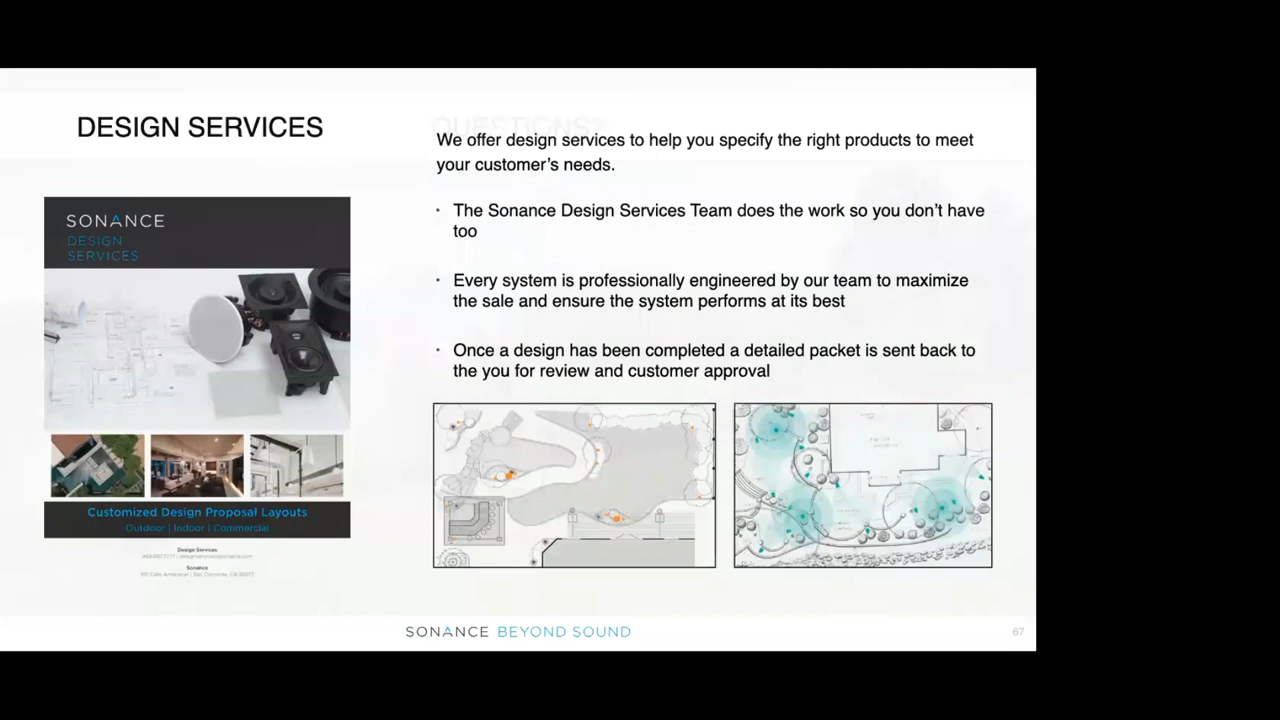 DESIGN SERVICES
QUESTIONS?
We offer design services to help you specify the right products to meet
your customer’s needs.
SONANCE
DESIGN
SERVICES
· The Sonance Design Services Team does the work so you don’t have
too
· Every system is professionally engineered by our team to maximize
the sale and ensure the system performs at its best
· Once a design has been completed a detailed packet is sent back to
the you for review and customer approval
Customized Design Proposal Layouts
Outdoor | Indoor | Commercial
Design Services
Sonance
SONANCE BEYOND SOUND
67